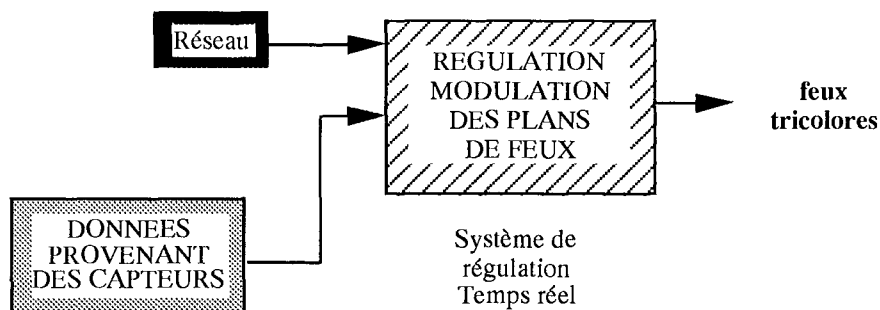 Réseau
REGULATION
MODULATION
DES PLANS
DE FEUX
feux
tricolores
DONNEES
PROVENANT
DES CAPTEURS
Système de
régulation
Temps réel